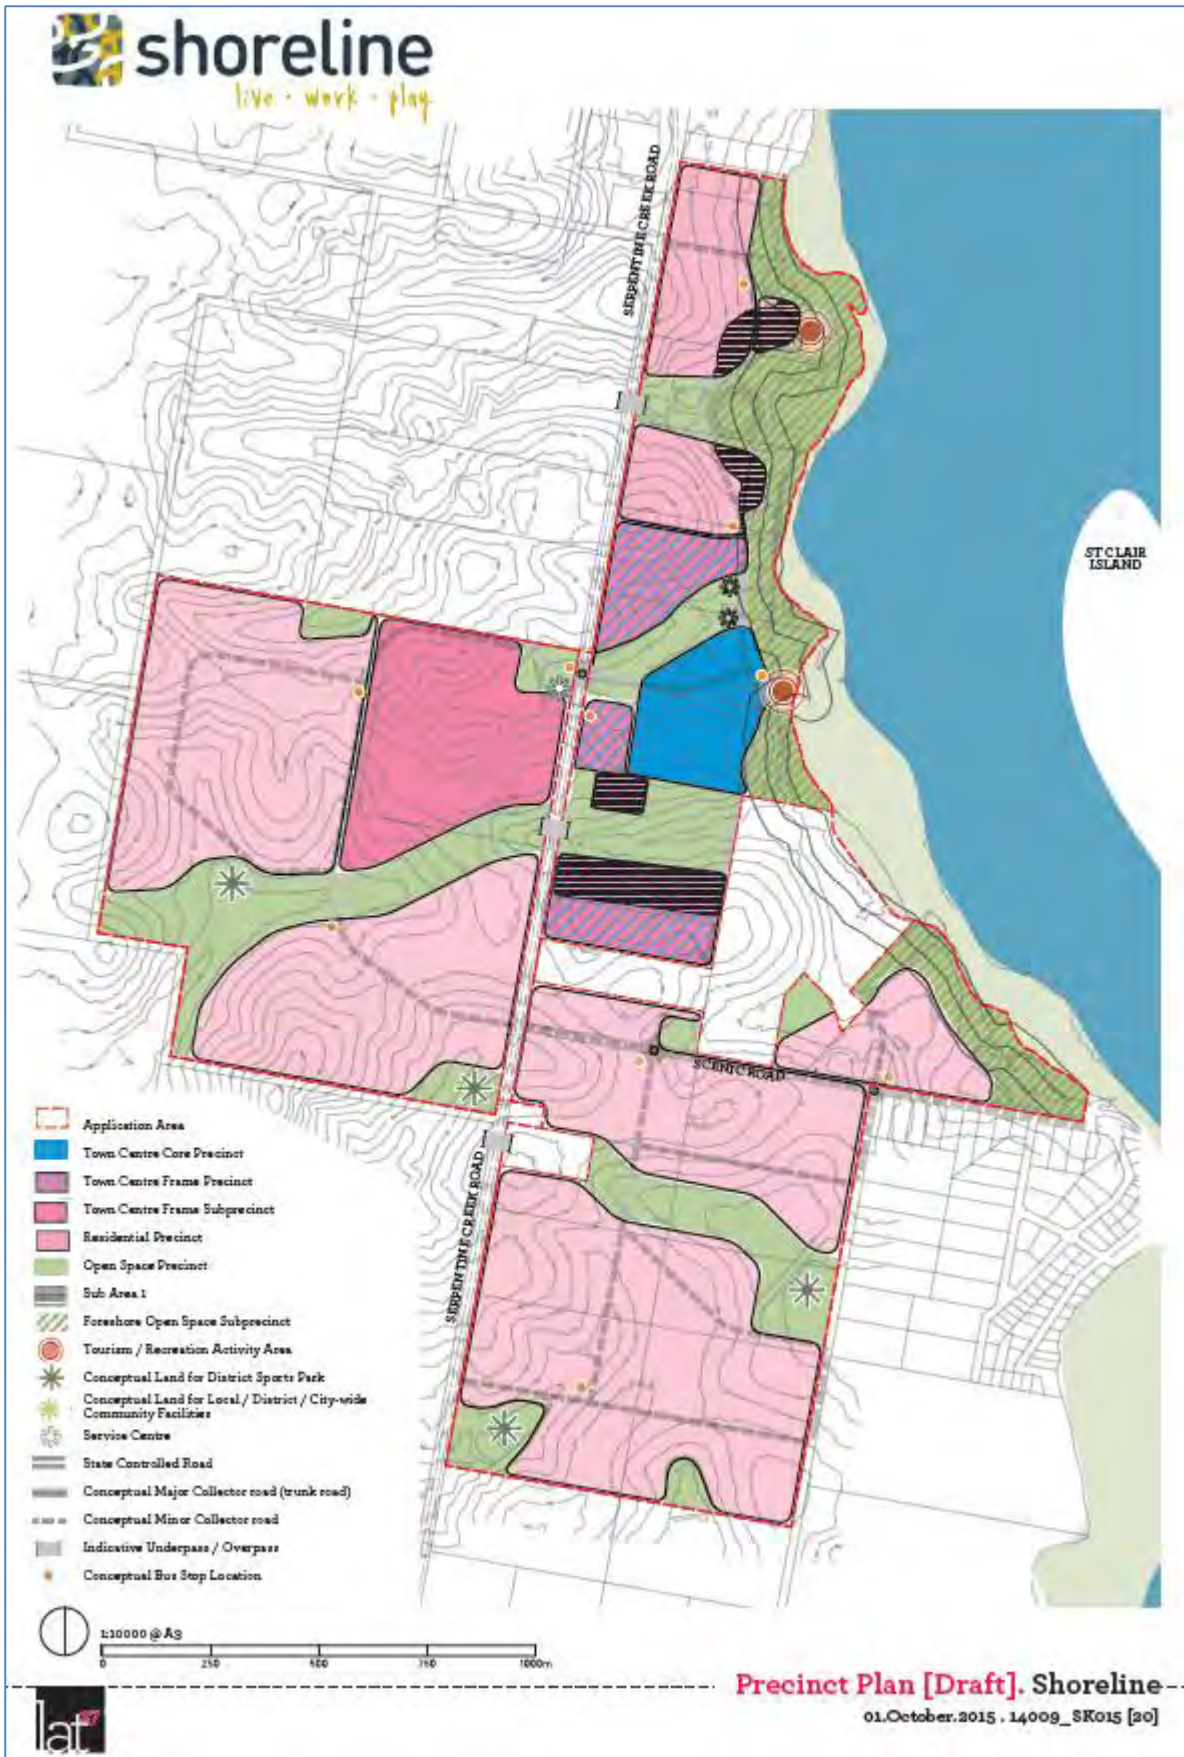 shoreline
live · work · play
SERPENTINE CREEK ROAD
ST CLAIR
ISLAND
SCENIC ROAD
SERPENTINE CREEK ROAD
Application Area
Town Centre Core Precinct
Town Centre Frame Precinct
Town Centre Frame Subprecinct
Residential Precinct
Open Space Precinct
Sub Area 1
Foreshore Open Space Subprecinct
Tourism / Recreation Activity Area
Conceptual Land for District Sports Park
Conceptual Land for Local / District / City-wide
Community Facilities
Service Centre
State Controlled Road
Conceptual Major Collector road (trunk road)
Conceptual Minor Collector road
Indicative Underpass / Overpass
Conceptual Bus Stop Location
1:10000 @ A3
0 250 500 750 1000m
Precinct Plan [Draft]. Shoreline
01.October.2015 . 14009_SK015 [20]
lat27